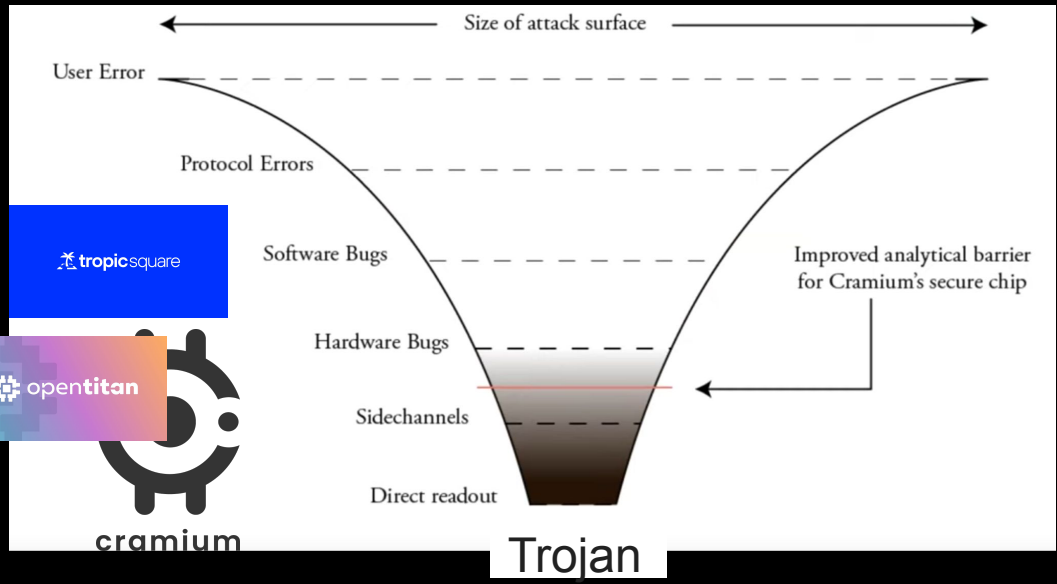 Size of attack surface
User Error
Protocol Errors
tropicsquare
Software Bugs
Improved analytical barrier
for Cramium's secure chip
Hardware Bugs
opentitan
Sidechannels
Direct readout
cramium
Trojan